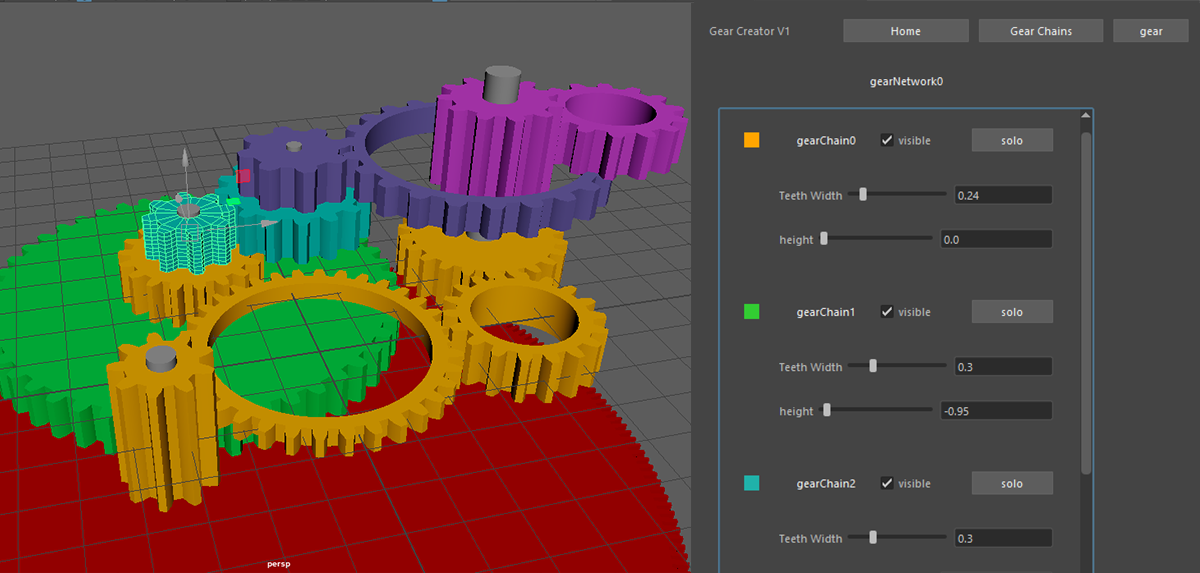 Gear Creator V1 Home Gear Chains gear
gearNetwork0
gearChain0 visible solo
Teeth Width 0.24
height 0.0
gearChain1 visible solo
Teeth Width 0.3
height -0.95
gearChain2 visible solo
Teeth Width 0.3
persp